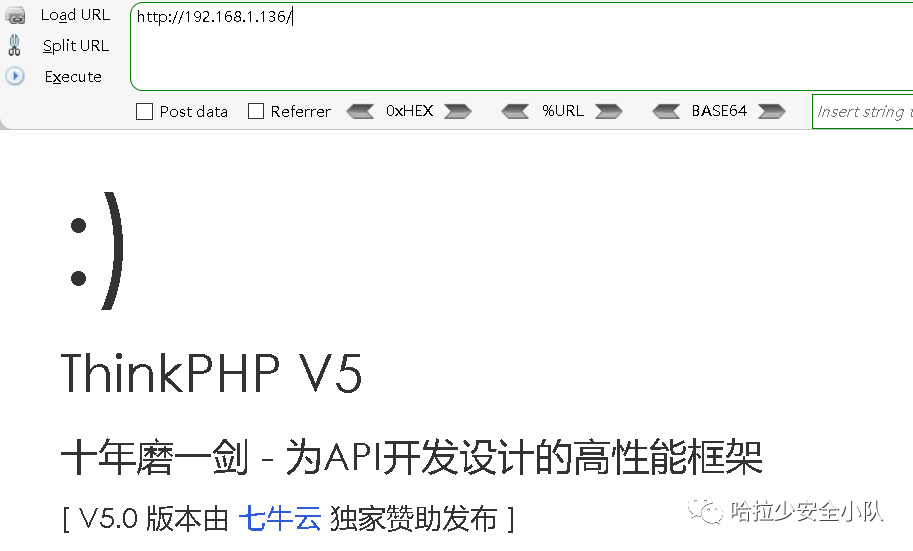 Load URL
http://192.168.1.136/
Split URL
Execute
Post data Referrer 0xHEX %URL BASE64 Insert string t
:)
ThinkPHP V5
十年磨一剑 - 为API开发设计的高性能框架
[ V5.0 版本由 七牛云 独家赞助发布 ]
哈拉少安全小队